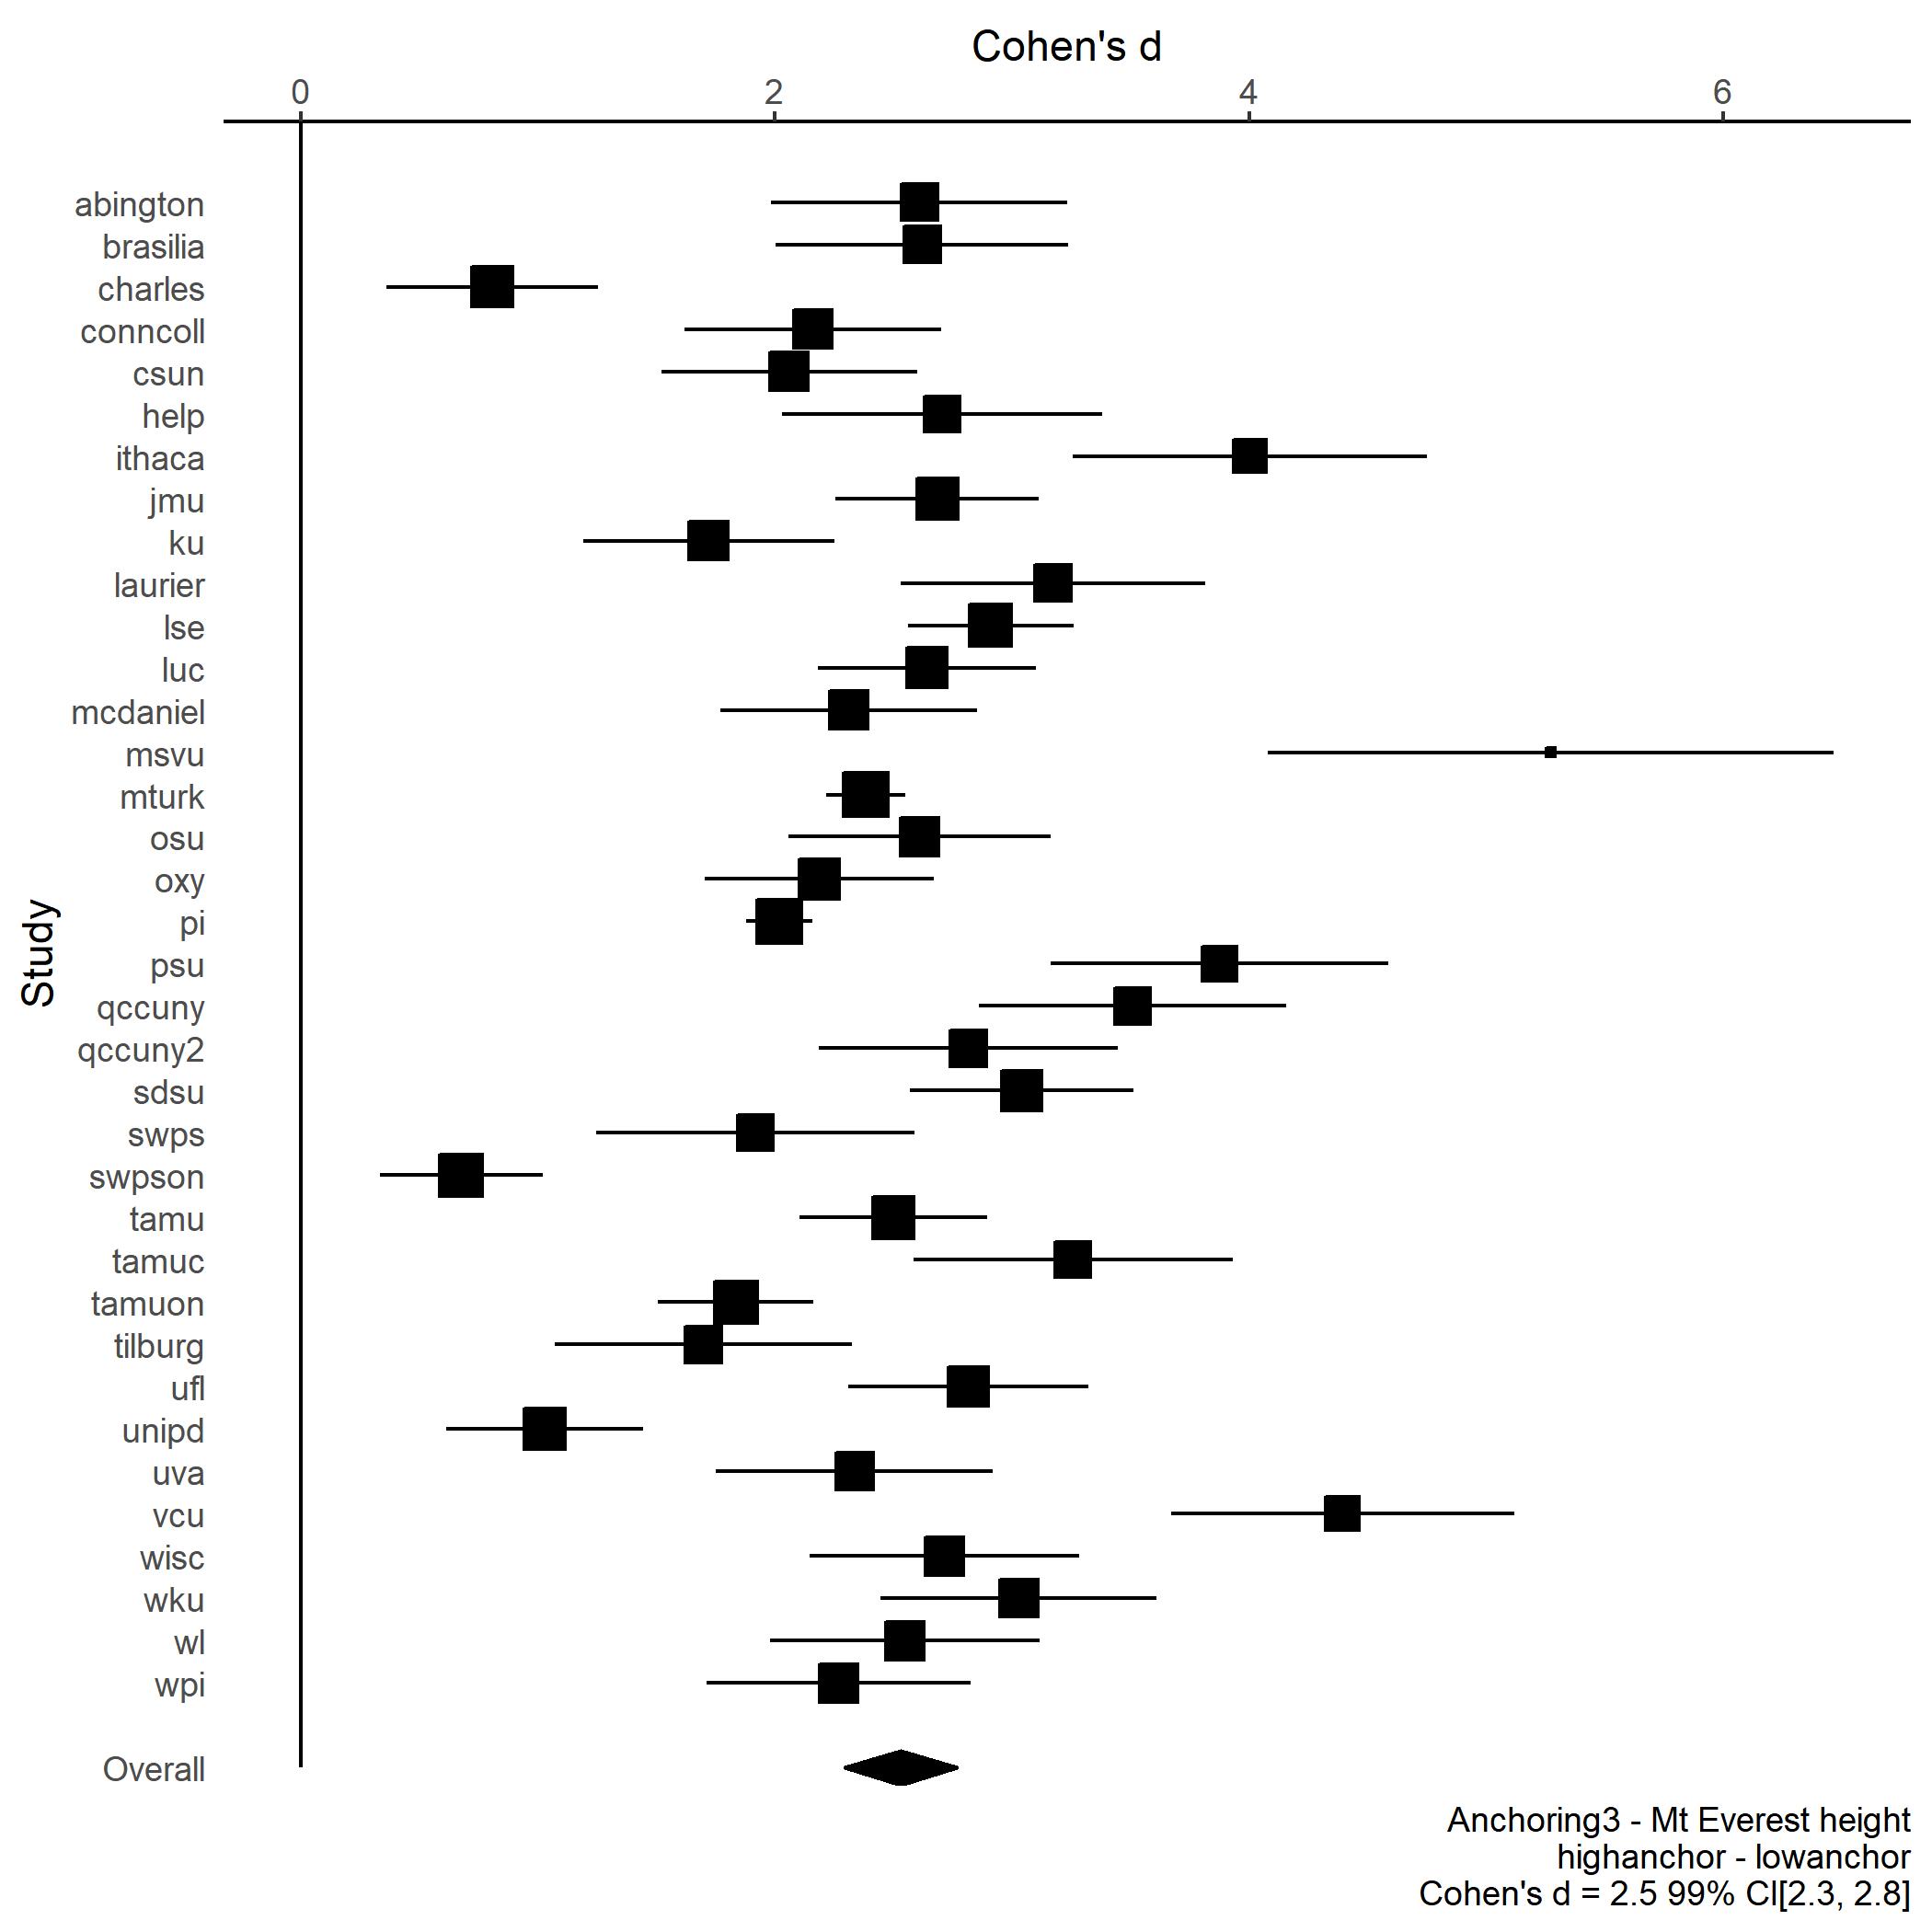 Cohen's d
0 2 4 6
abington
brasilia
charles
conncoll
csun
help
ithaca
jmu
ku
laurier
lse
luc
mcdaniel
msvu
mturk
osu
oxy
pi
psu
qccuny
qccuny2
sdsu
swps
swpson
tamu
tamuc
tamuon
tilburg
ufl
unipd
uva
vcu
wisc
wku
wl
wpi
Overall
Study
Anchoring3 - Mt Everest height
highanchor - lowanchor
Cohen's d = 2.5 99% CI[2.3, 2.8]